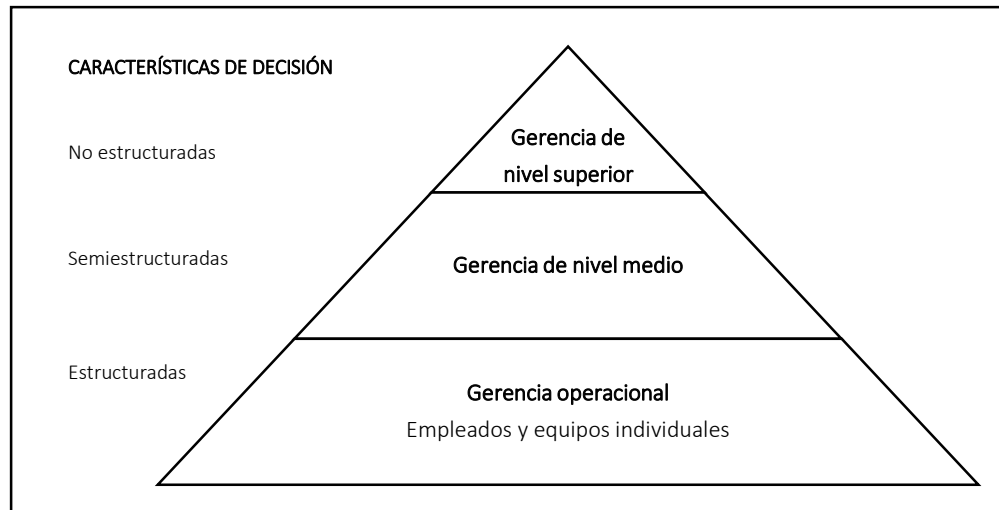 CARACTERÍSTICAS DE DECISIÓN
No estructuradas
Gerencia de
nivel superior
Semiestructuradas
Gerencia de nivel medio
Estructuradas
Gerencia operacional
Empleados y equipos individuales